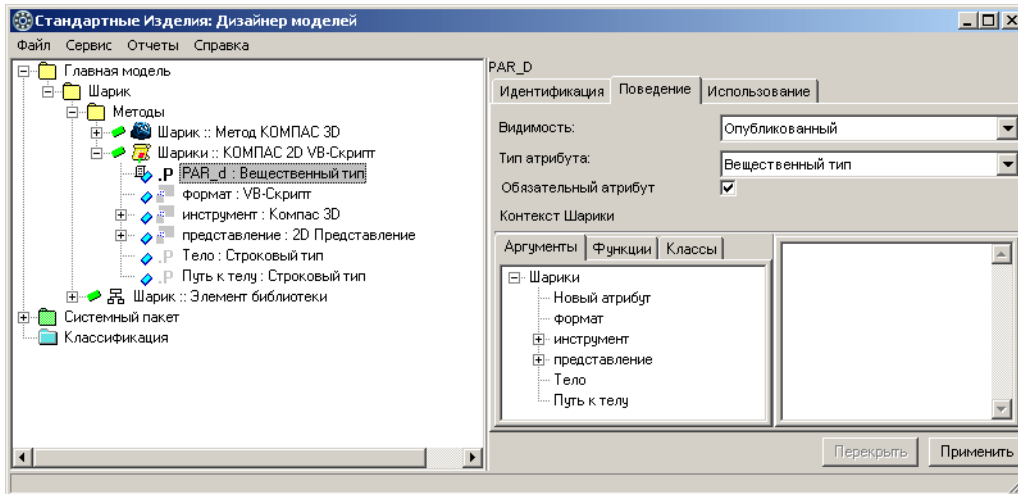 Стандартные Изделия: Дизайнер моделей
Файл Сервис Отчеты Справка
Главная модель
Шарик
Методы
Шарик :: Метод КОМПАС 3D
Шарики :: КОМПАС 2D VB-Скрипт
.P PAR_d : Вещественный тип
формат : VB-Скрипт
инструмент : Компас 3D
представление : 2D Представление
.P Тело : Строковый тип
.P Путь к телу : Строковый тип
Шарик :: Элемент библиотеки
Системный пакет
Классификация
PAR_D
Идентификация Поведение Использование
Видимость: Опубликованный
Тип атрибута: Вещественный тип
Обязательный атрибут
Контекст Шарики
Аргументы Функции Классы
Шарики
Новый атрибут
формат
инструмент
представление
Тело
Путь к телу
Перекрыть Применить